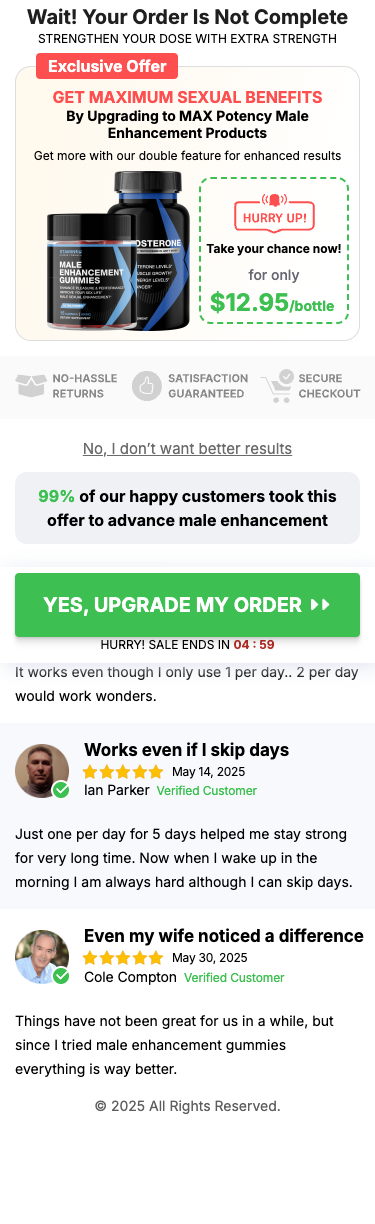 Wait! Your Order Is Not Complete
STRENGTHEN YOUR DOSE WITH EXTRA STRENGTH
Exclusive Offer
GET MAXIMUM SEXUAL BENEFITS
By Upgrading to MAX Potency Male
Enhancement Products
Get more with our double feature for enhanced results
MALE
ENHANCEMENT
GUMMIES
HURRY UP!
Take your chance now!
for only
$12.95/bottle
NO-HASSLE
RETURNS
SATISFACTION
GUARANTEED
SECURE
CHECKOUT
No, I don't want better results
99% of our happy customers took this
offer to advance male enhancement
YES, UPGRADE MY ORDER
HURRY! SALE ENDS IN 04 : 59
It works even though I only use 1 per day.. 2 per day
would work wonders.
Works even if I skip days
May 14, 2025
Ian Parker Verified Customer
Just one per day for 5 days helped me stay strong
for very long time. Now when I wake up in the
morning I am always hard although I can skip days.
Even my wife noticed a difference
May 30, 2025
Cole Compton Verified Customer
Things have not been great for us in a while, but
since I tried male enhancement gummies
everything is way better.
© 2025 All Rights Reserved.